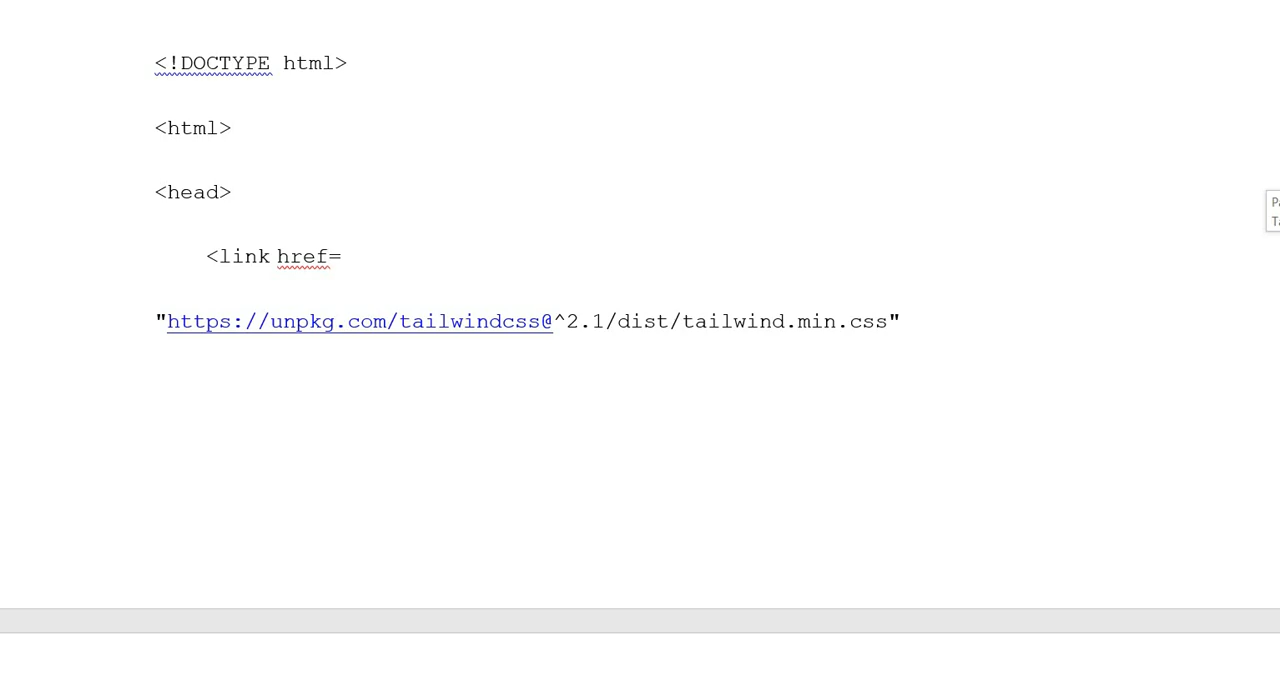 <!DOCTYPE html>
<html>
<head>
<link href=
"https://unpkg.com/tailwindcss@^2.1/dist/tailwind.min.css"